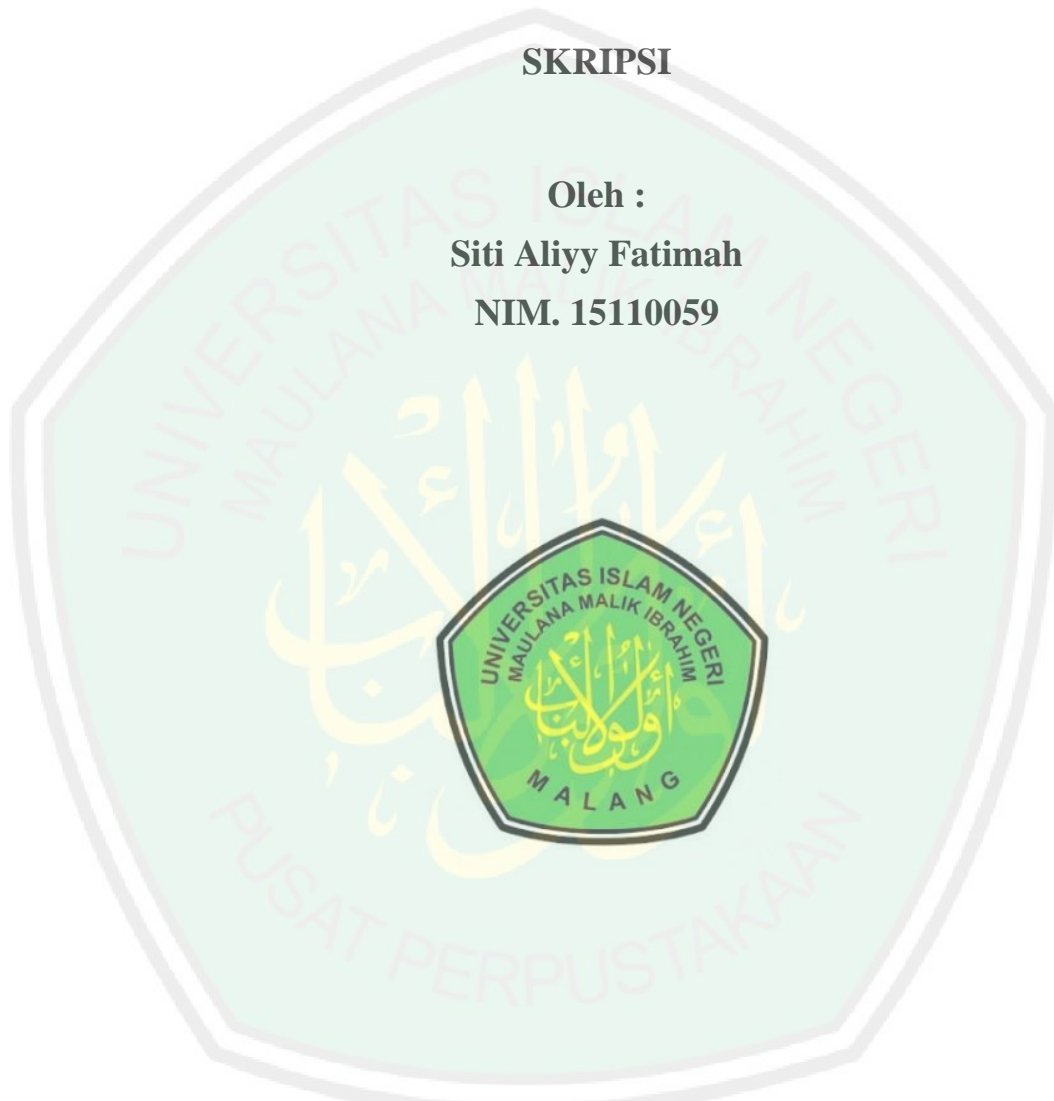 SKRIPSI
Oleh :
Siti Aliyy Fatimah
NIM. 15110059
UNIVERSITAS ISLAM NEGERI
MAULANA MALIK IBRAHIM
PUSAT PERPUSTAKAAN
UNIVERSITAS ISLAM NEGERI
MAULANA MALIK IBRAHIM
أولو الألباب
MALANG